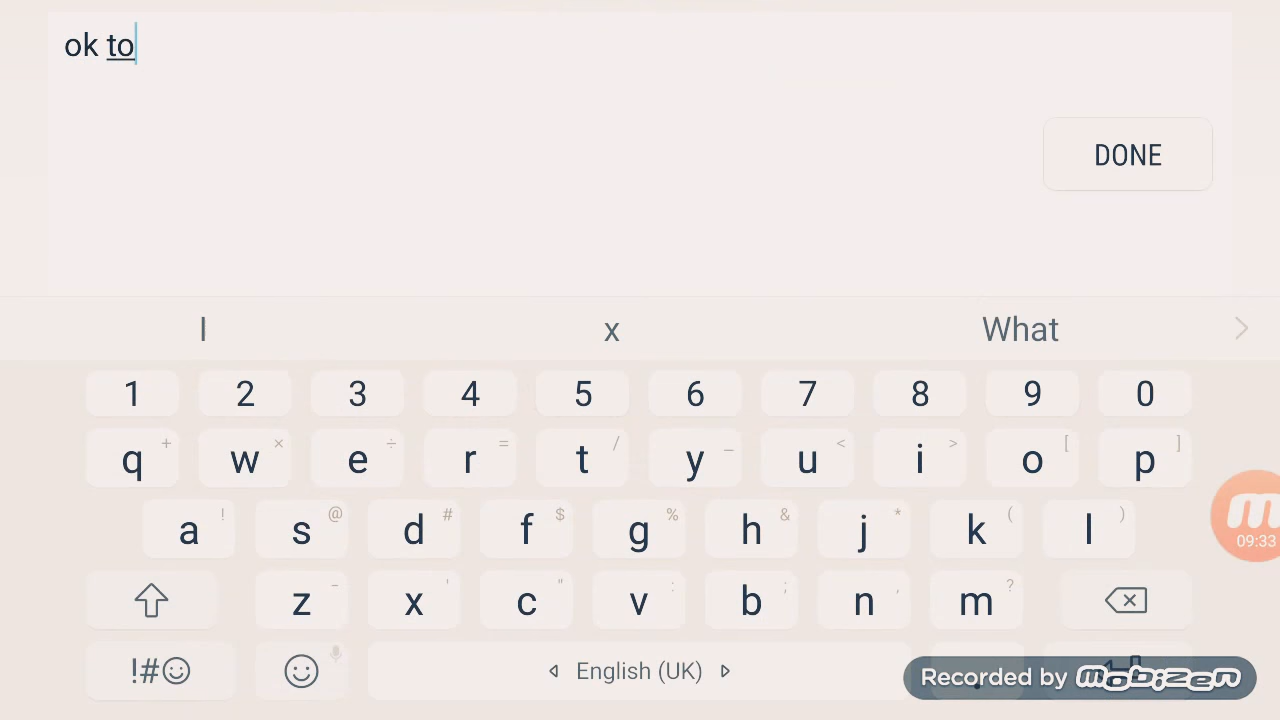 ok to
DONE
I x What
1 2 3 4 5 6 7 8 9 0
q + w × e ÷ r = t / y _ u < i > o [ p ]
a ! s @ d # f $ g % h & j * k ( l )
z - x ' c " v : b ; n , m ?
!#☺ English (UK) .
Recorded by mobizen
m
09:33